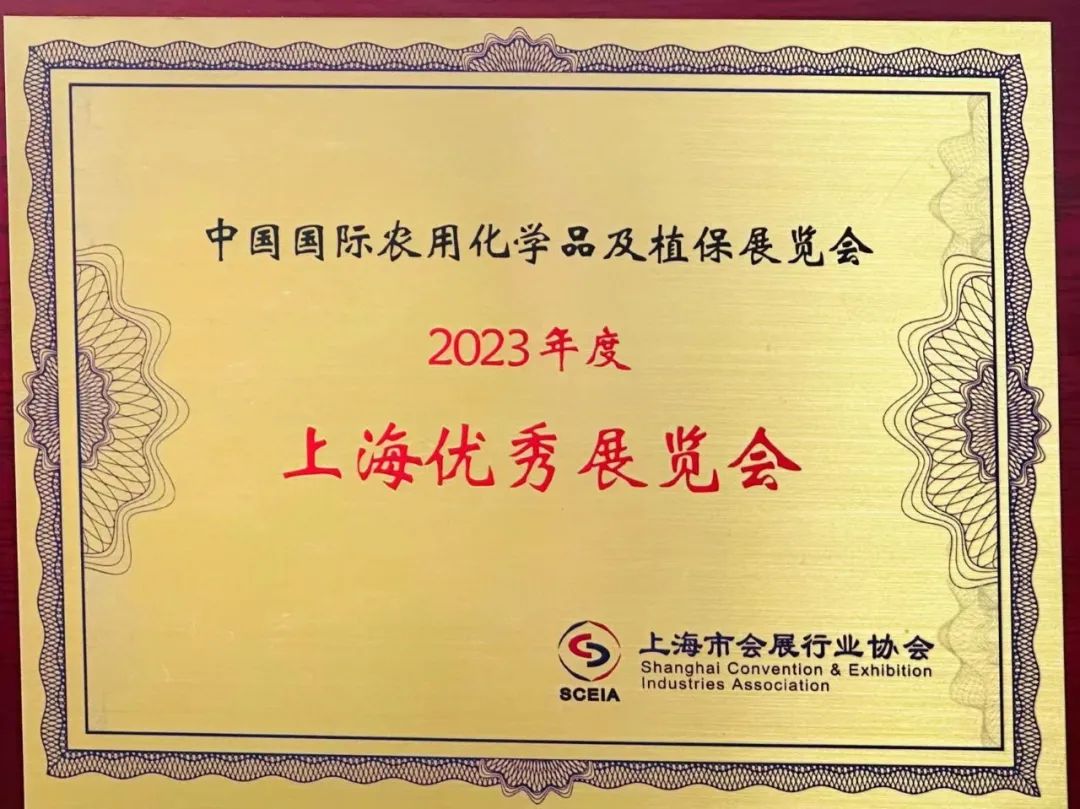 中国国际农用化学品及植保展览会
2023年度
上海优秀展览会
SCEIA
上海市会展行业协会
Shanghai Convention & Exhibition
Industries Association